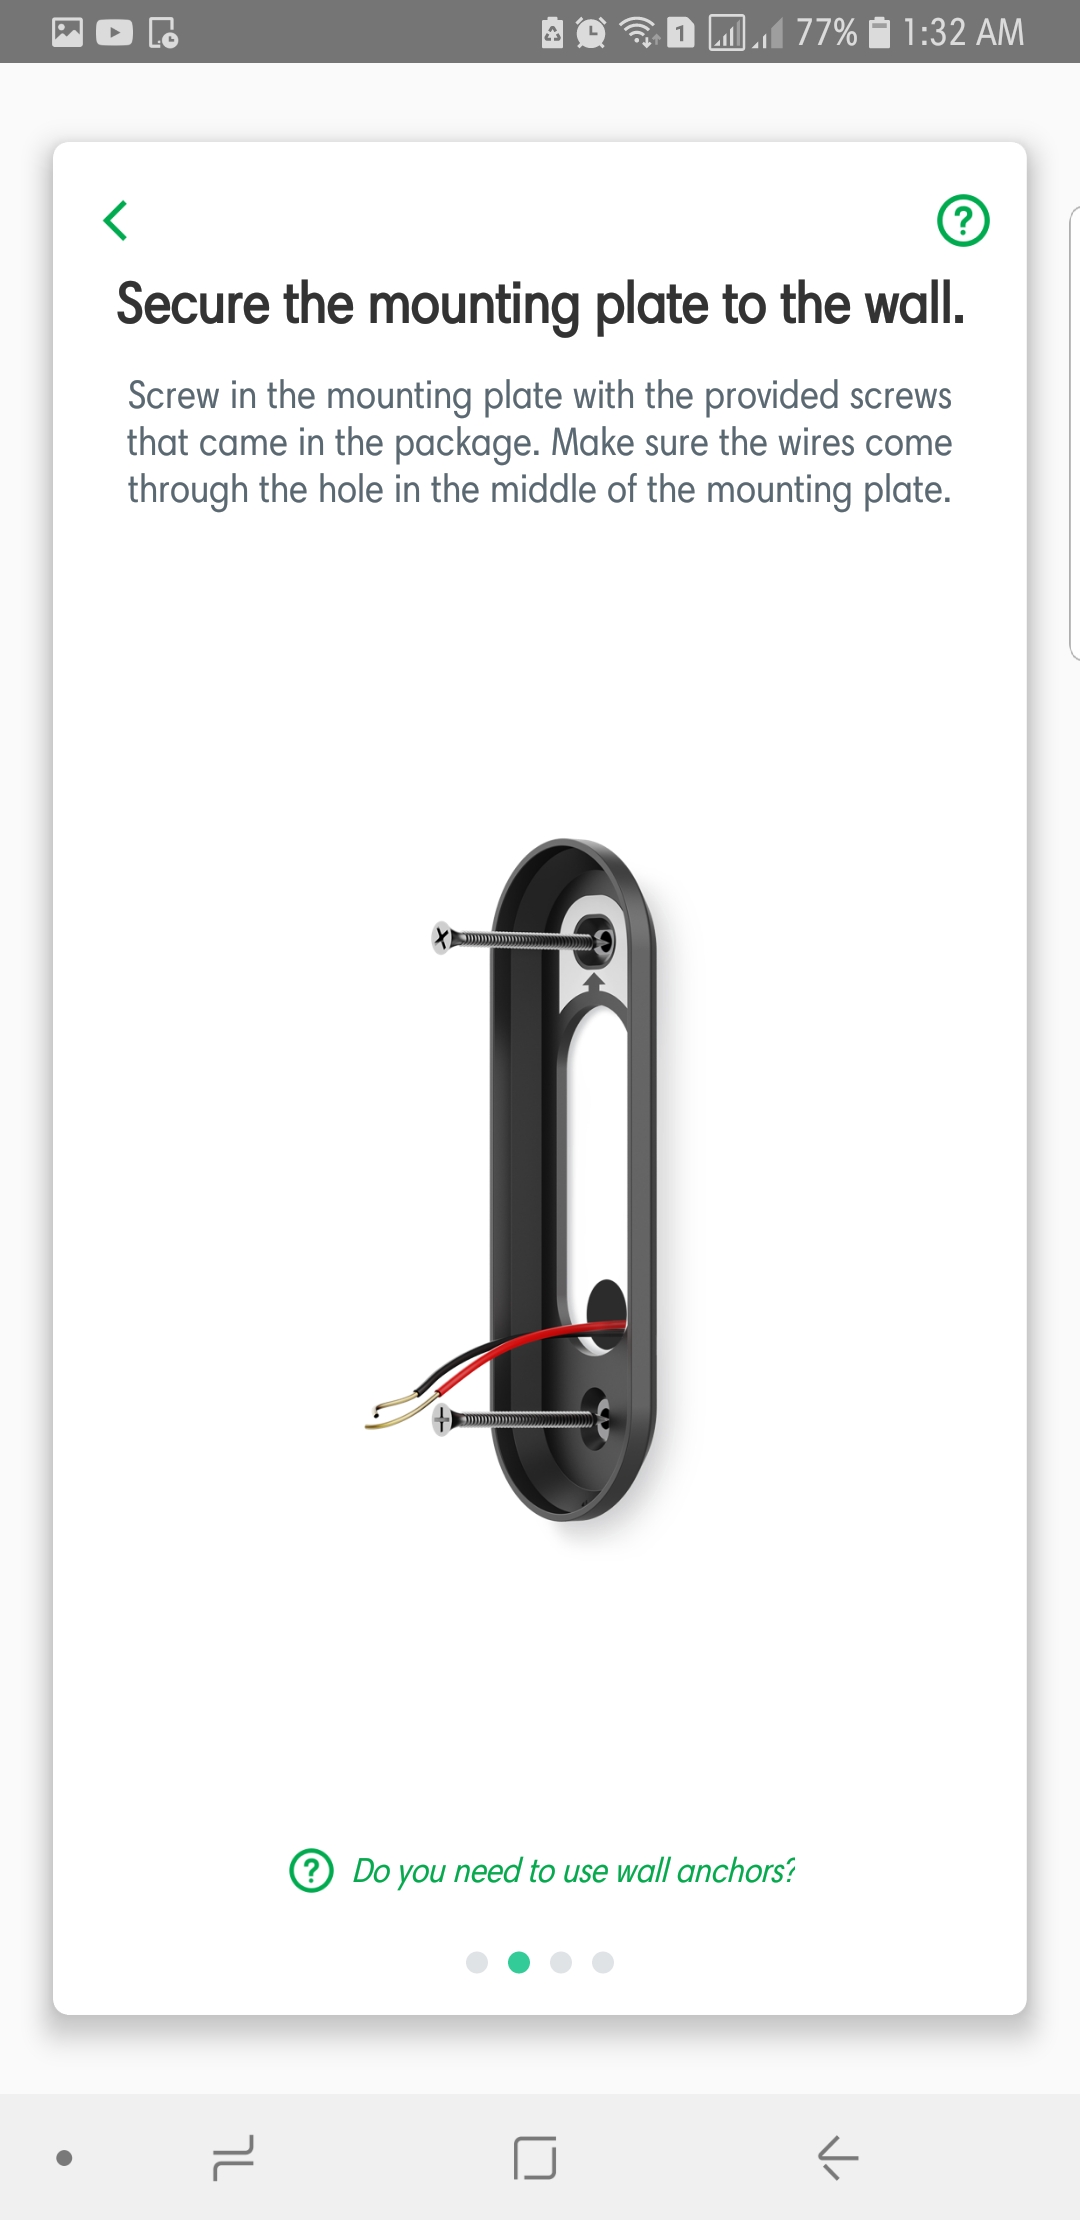 1 77% 1:32 AM
?
Secure the mounting plate to the wall.
Screw in the mounting plate with the provided screws
that came in the package. Make sure the wires come
through the hole in the middle of the mounting plate.
? Do you need to use wall anchors?